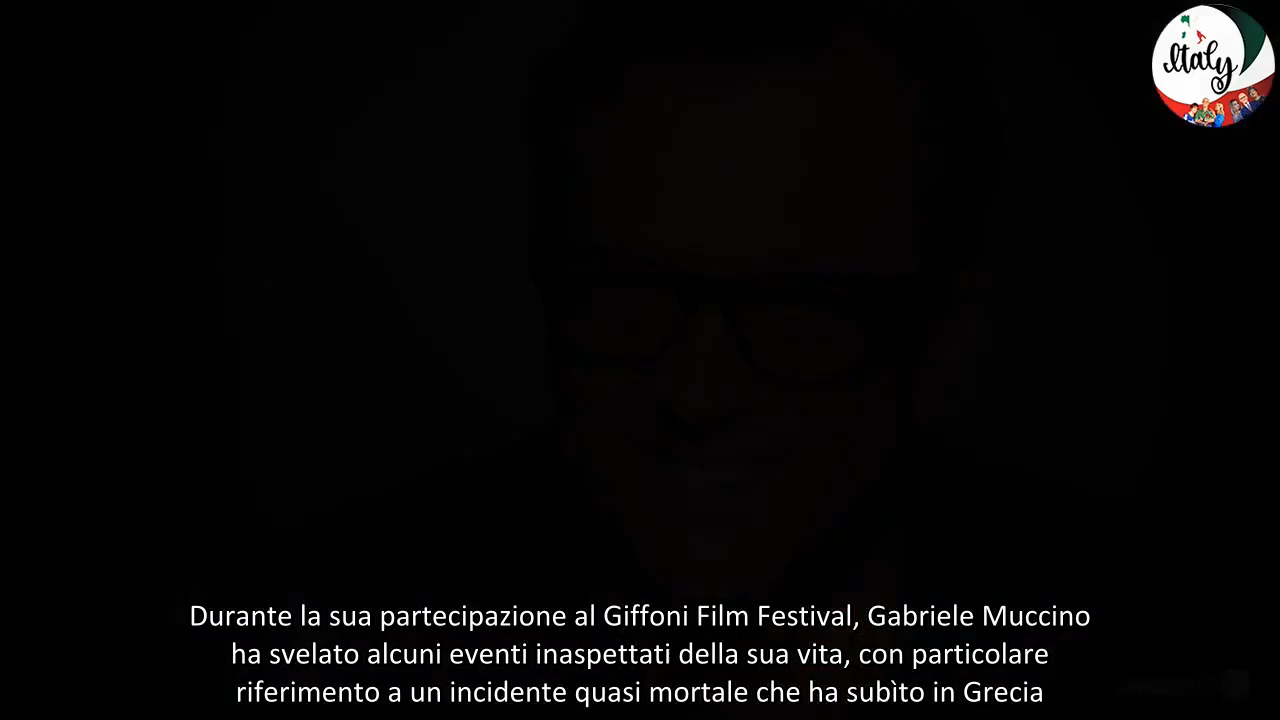 Italy
Durante la sua partecipazione al Giffoni Film Festival, Gabriele Muccino
ha svelato alcuni eventi inaspettati della sua vita, con particolare
riferimento a un incidente quasi mortale che ha subìto in Grecia